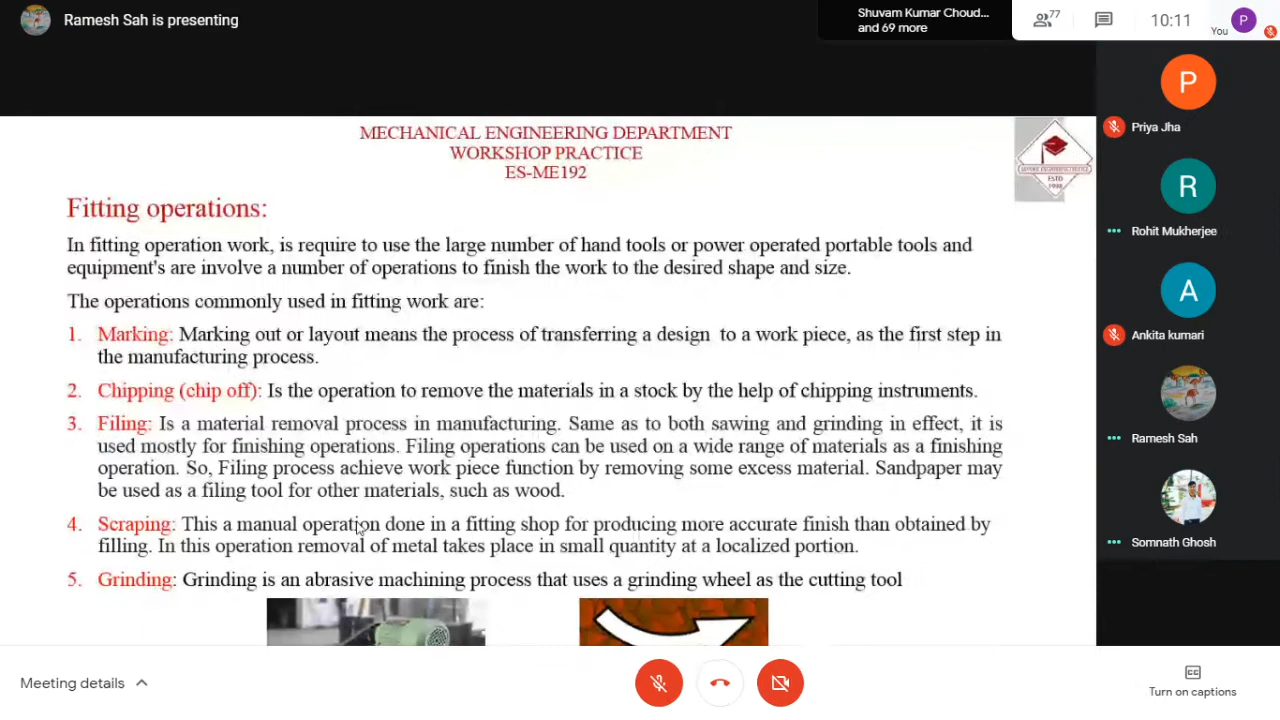 Ramesh Sah is presenting
Shuvam Kumar Choud...
and 69 more
77
10:11
You
P
MECHANICAL ENGINEERING DEPARTMENT
WORKSHOP PRACTICE
ES-ME192
ESTD
Fitting operations:
In fitting operation work, is require to use the large number of hand tools or power operated portable tools and
equipment's are involve a number of operations to finish the work to the desired shape and size.
The operations commonly used in fitting work are:
1. Marking: Marking out or layout means the process of transferring a design to a work piece, as the first step in
the manufacturing process.
2. Chipping (chip off): Is the operation to remove the materials in a stock by the help of chipping instruments.
3. Filing: Is a material removal process in manufacturing. Same as to both sawing and grinding in effect, it is
used mostly for finishing operations. Filing operations can be used on a wide range of materials as a finishing
operation. So, Filing process achieve work piece function by removing some excess material. Sandpaper may
be used as a filing tool for other materials, such as wood.
4. Scraping: This a manual operation done in a fitting shop for producing more accurate finish than obtained by
filling. In this operation removal of metal takes place in small quantity at a localized portion.
5. Grinding: Grinding is an abrasive machining process that uses a grinding wheel as the cutting tool
P
Priya Jha
R
Rohit Mukherjee
A
Ankita kumari
Ramesh Sah
Somnath Ghosh
Meeting details
CC
Turn on captions